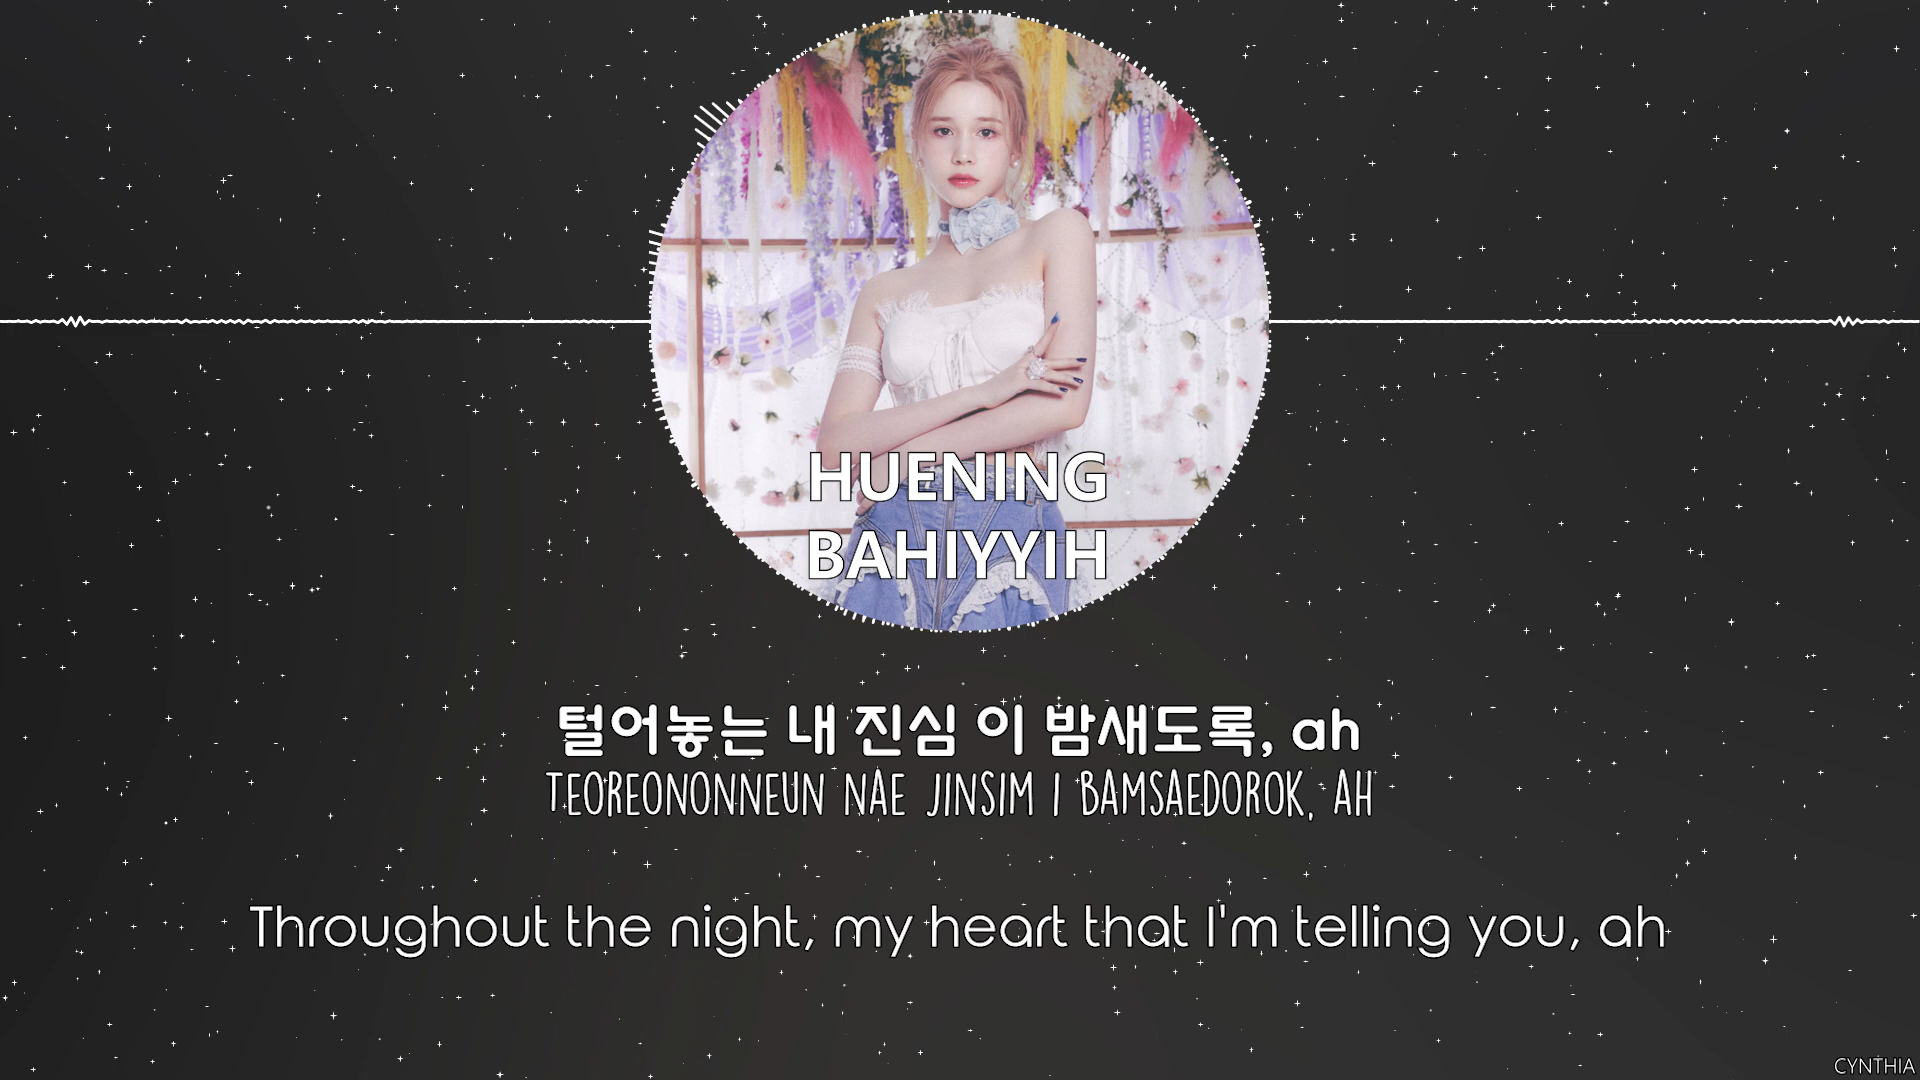 HUENING
BAHIYYIH
털어놓는 내 진심 이 밤새도록, ah
TEOREONONNEUN NAE JINSIM I BAMSAEDOROK, AH
Throughout the night, my heart that I'm telling you, ah
CYNTHIA